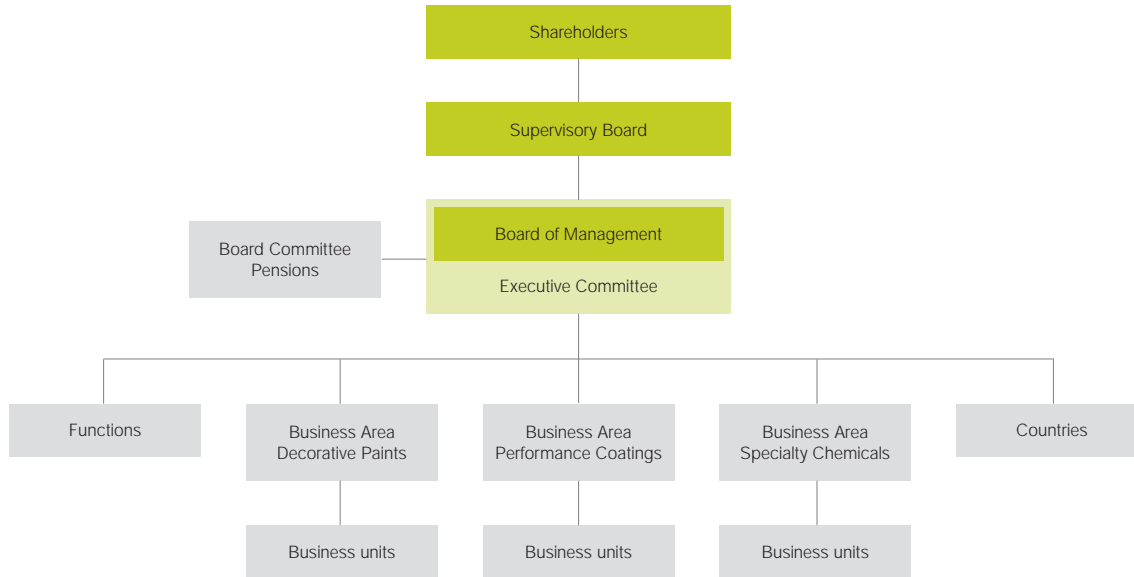 Shareholders
Supervisory Board
Board of Management
Board Committee
Pensions
Executive Committee
Functions
Business Area
Decorative Paints
Business Area
Performance Coatings
Business Area
Specialty Chemicals
Countries
Business units
Business units
Business units